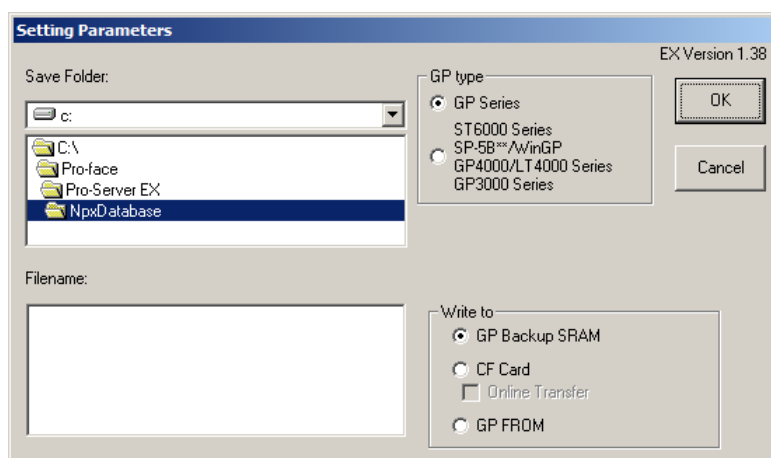 Setting Parameters
EX Version 1.38
Save Folder:
c:
C:\
Pro-face
Pro-Server EX
NpxDatabase
GP type
GP Series
ST6000 Series
SP-5B**/WinGP
GP4000/LT4000 Series
GP3000 Series
OK
Cancel
Filename:
Write to
GP Backup SRAM
CF Card
Online Transfer
GP FROM